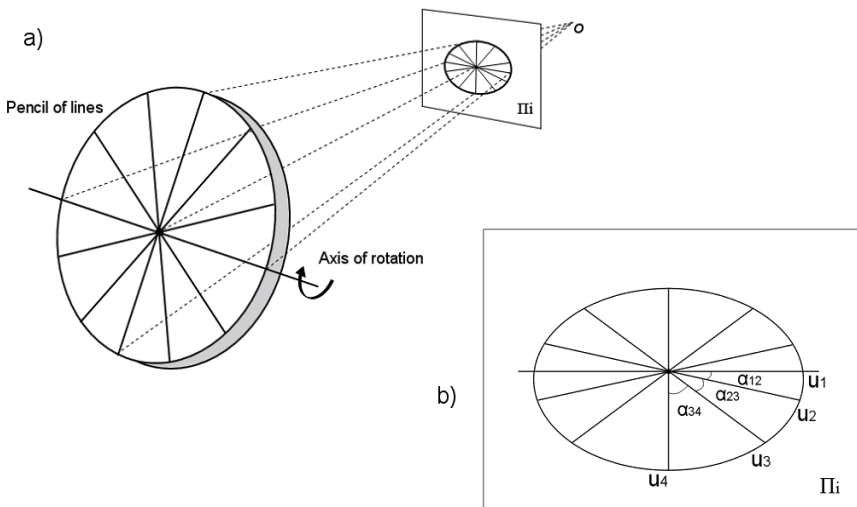 a)
Pencil of lines
O
Πi
Axis of rotation
b)
α12
u1
α23
u2
α34
u3
u4
Πi